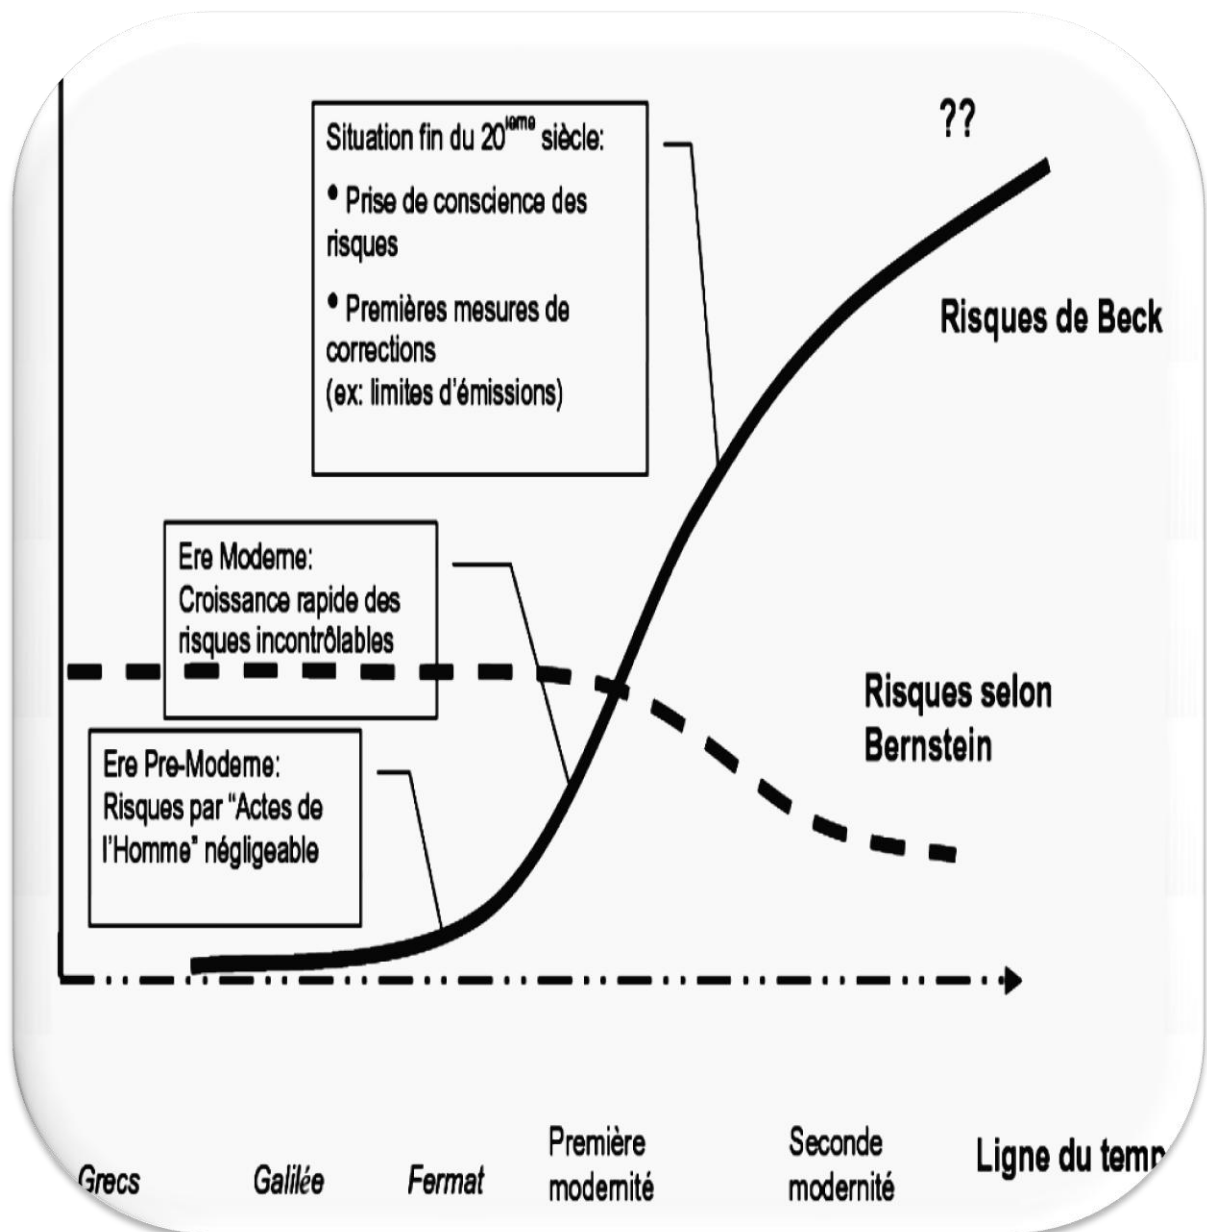 ??
Situation fin du 20ieme siècle:
• Prise de conscience des
risques
• Premières mesures de
corrections
(ex: limites d'émissions)
Risques de Beck
Ere Moderne:
Croissance rapide des
risques incontrôlables
Risques selon
Bernstein
Ere Pre-Moderne:
Risques par "Actes de
l'Homme" négligeable
Grecs
Galilée
Fermat
Première
modernité
Seconde
modernité
Ligne du temp